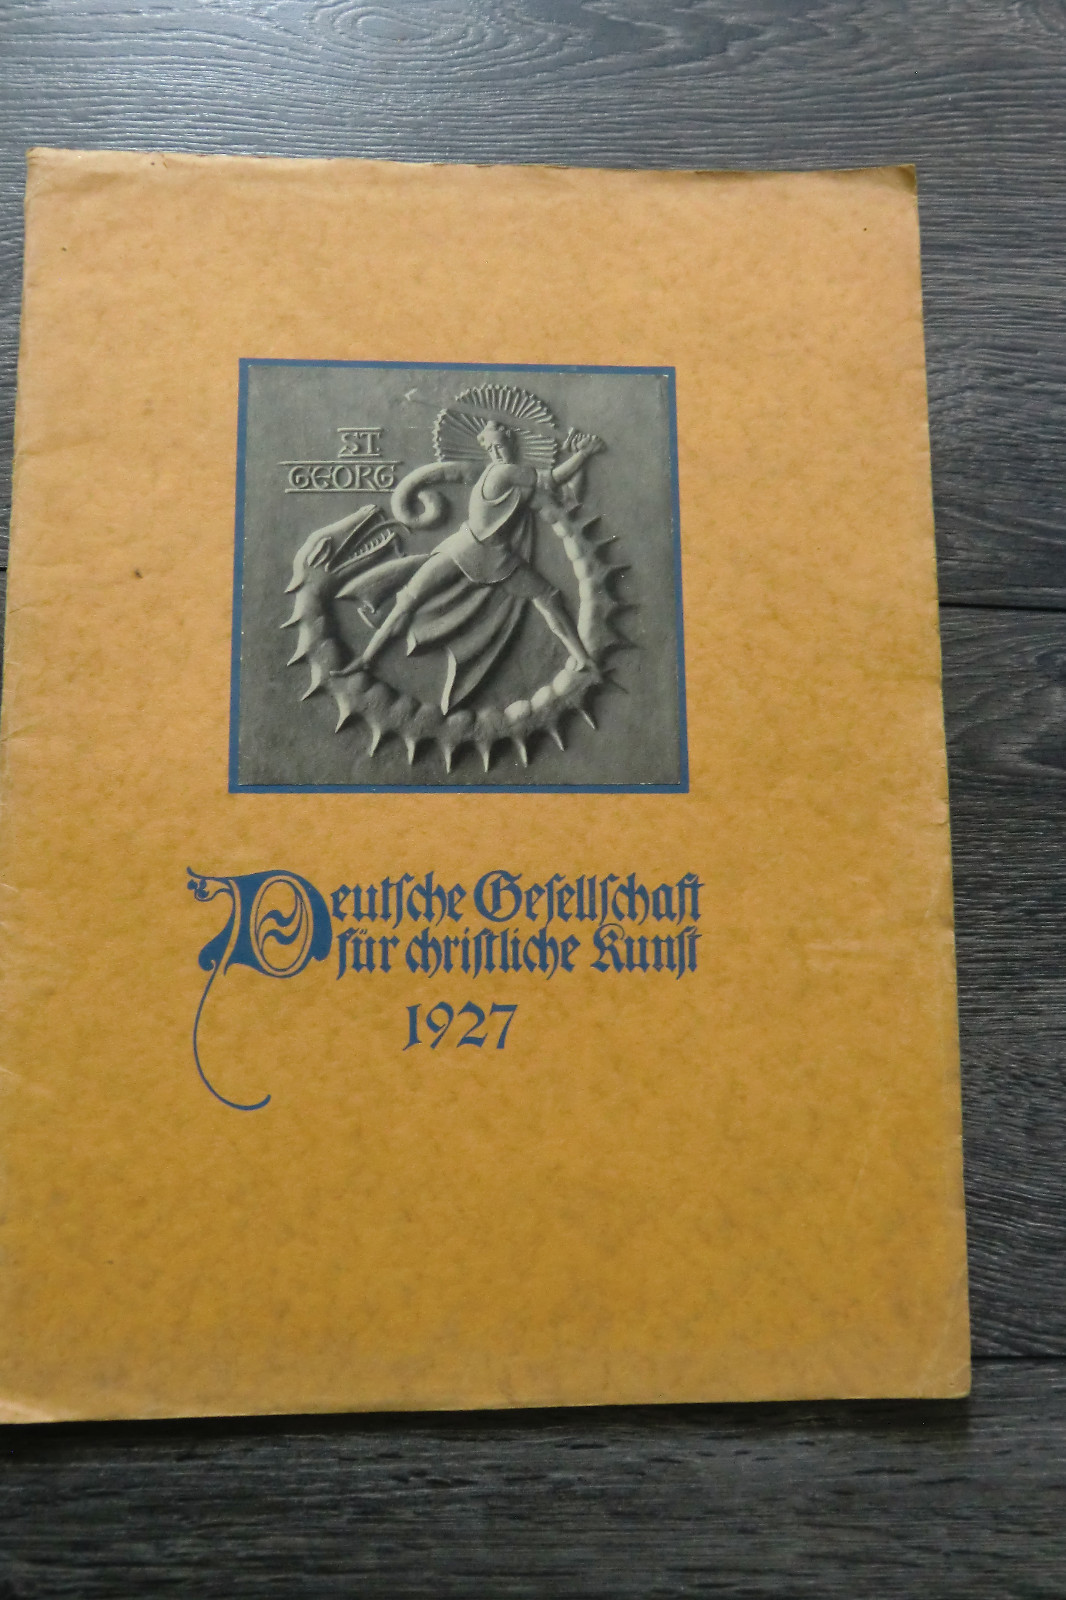 ST
GEORG
Deutsche Gesellschaft
für christliche Kunst
1927